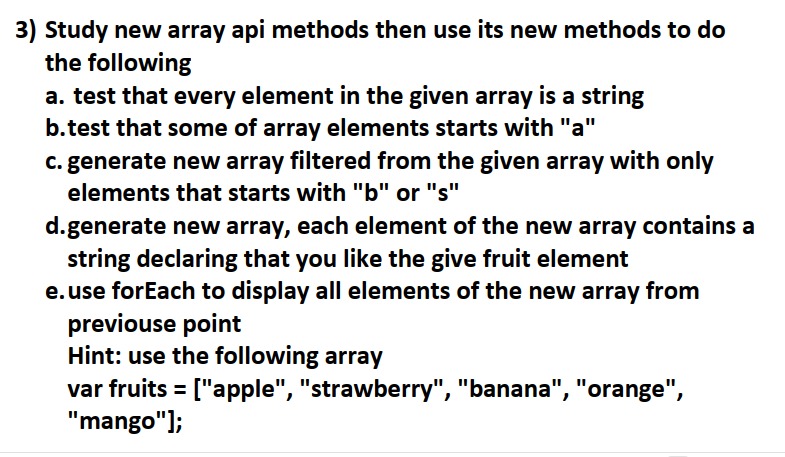 3) Study new array api methods then use its new methods to do
the following
a. test that every element in the given array is a string
b.test that some of array elements starts with "a"
c. generate new array filtered from the given array with only
elements that starts with "b" or "s"
d.generate new array, each element of the new array contains a
string declaring that you like the give fruit element
e.use forEach to display all elements of the new array from
previouse point
Hint: use the following array
var fruits = ["apple", "strawberry", "banana", "orange",
"mango"];